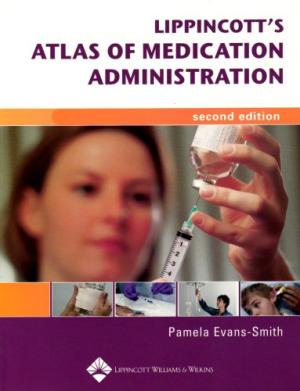 LIPPINCOTT'S
ATLAS OF MEDICATION
ADMINISTRATION
second edition
Pamela Evans-Smith
LIPPINCOTT WILLIAMS & WILKINS